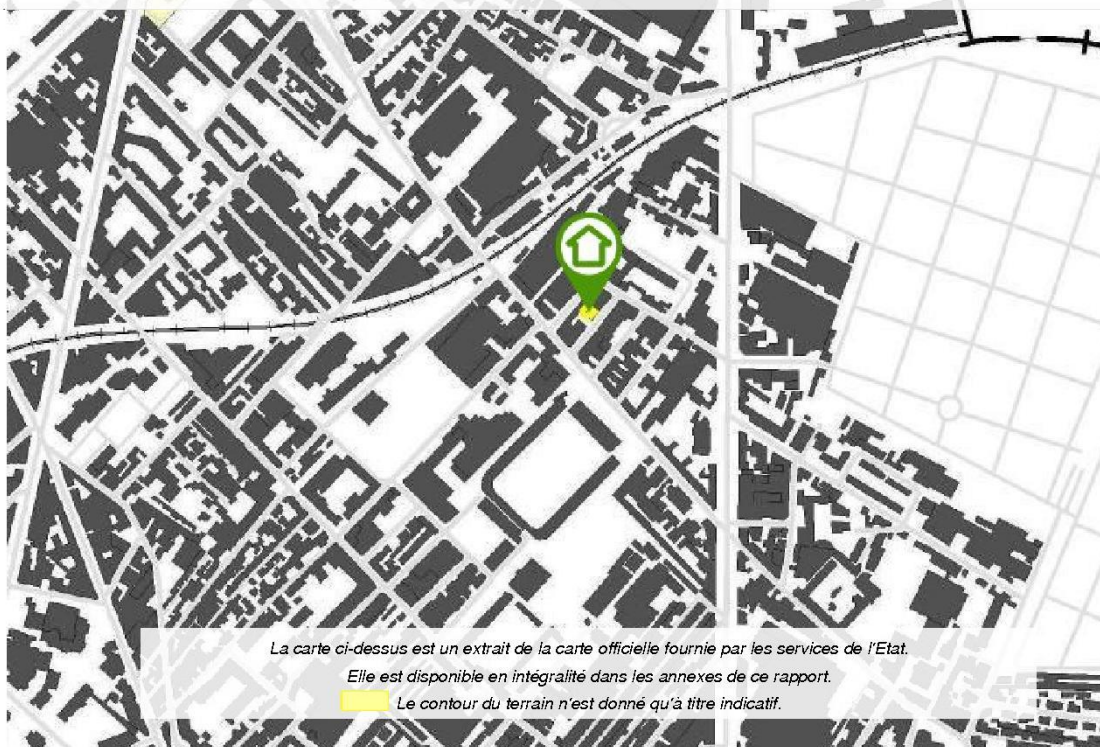 La carte ci-dessus est un extrait de la carte officielle fournie par les services de l'Etat.
Elle est disponible en intégralité dans les annexes de ce rapport.
Le contour du terrain n'est donné qu'à titre indicatif.